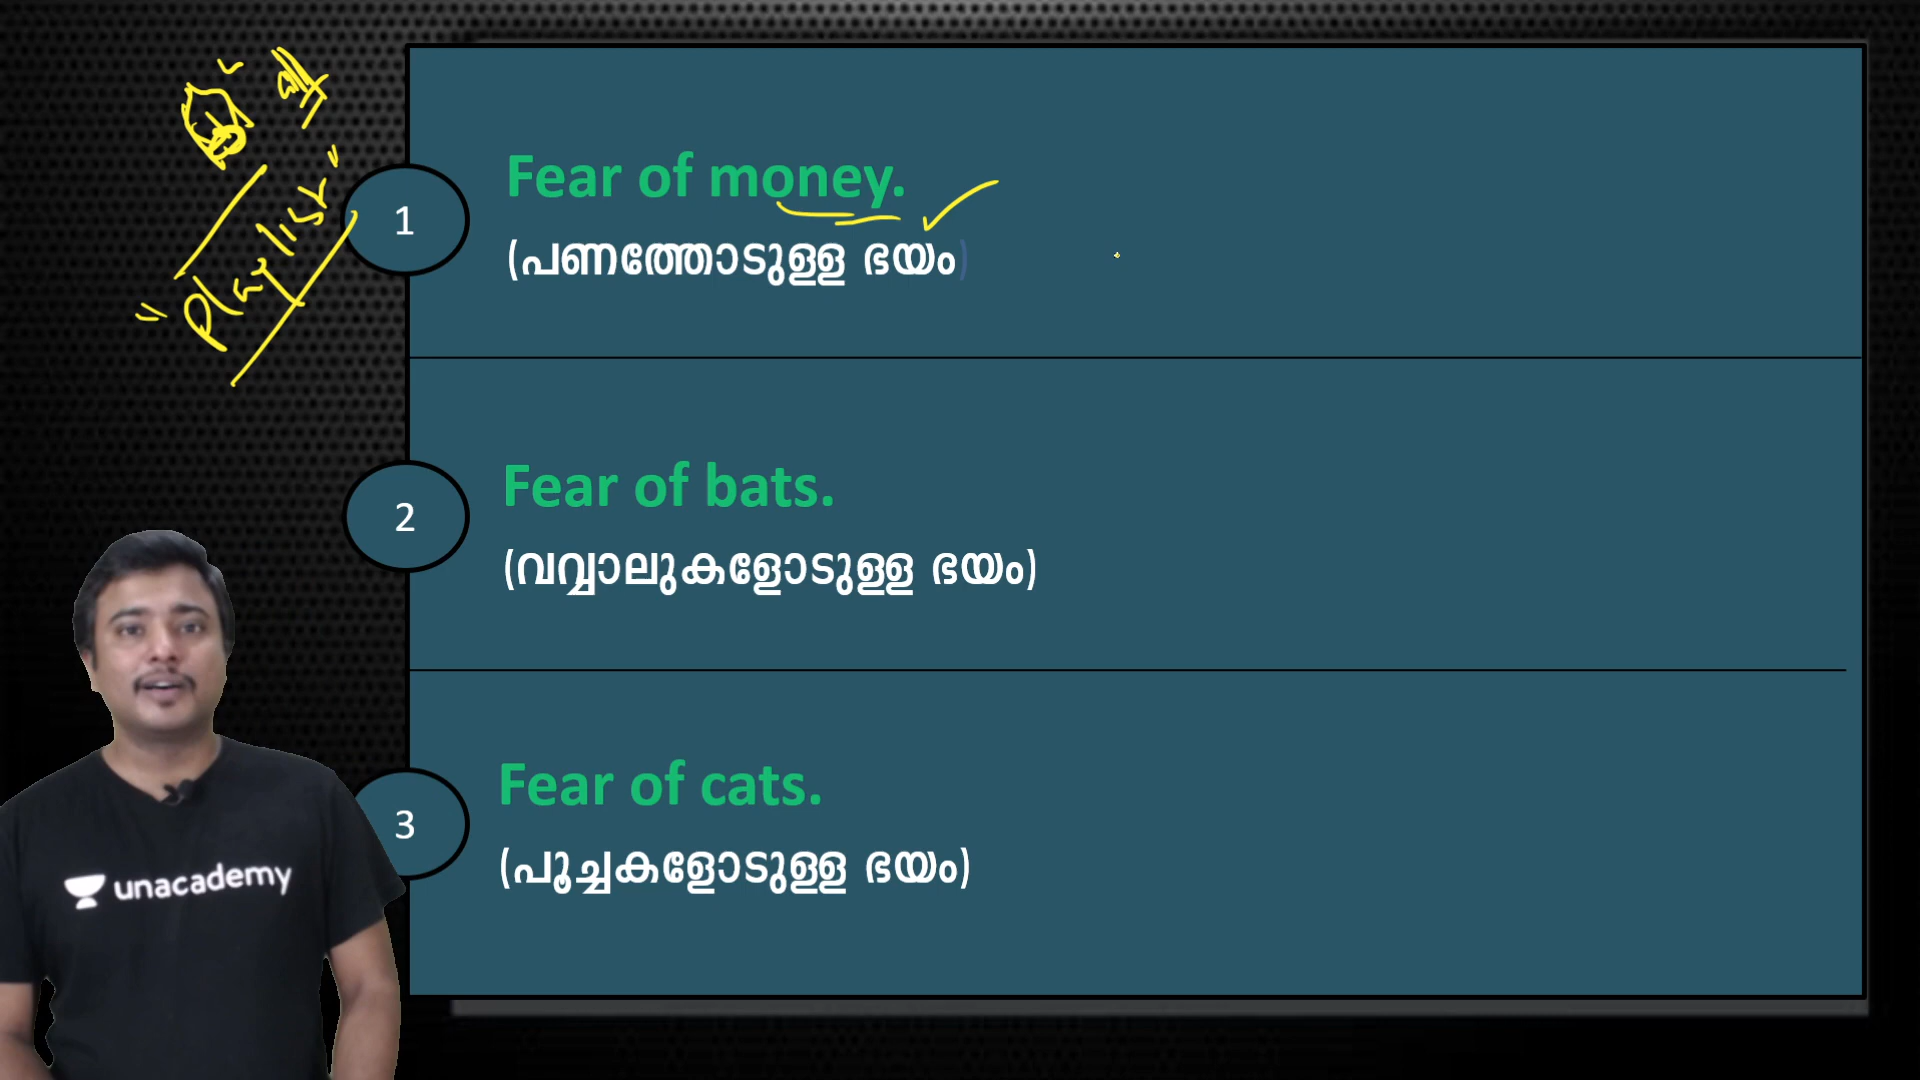 "Playlist"
1
Fear of money.
(പണത്തോടുള്ള ഭയം)
2
Fear of bats.
(വവ്വാലുകളോടുള്ള ഭയം)
3
Fear of cats.
(പൂച്ചകളോടുള്ള ഭയം)
unacademy